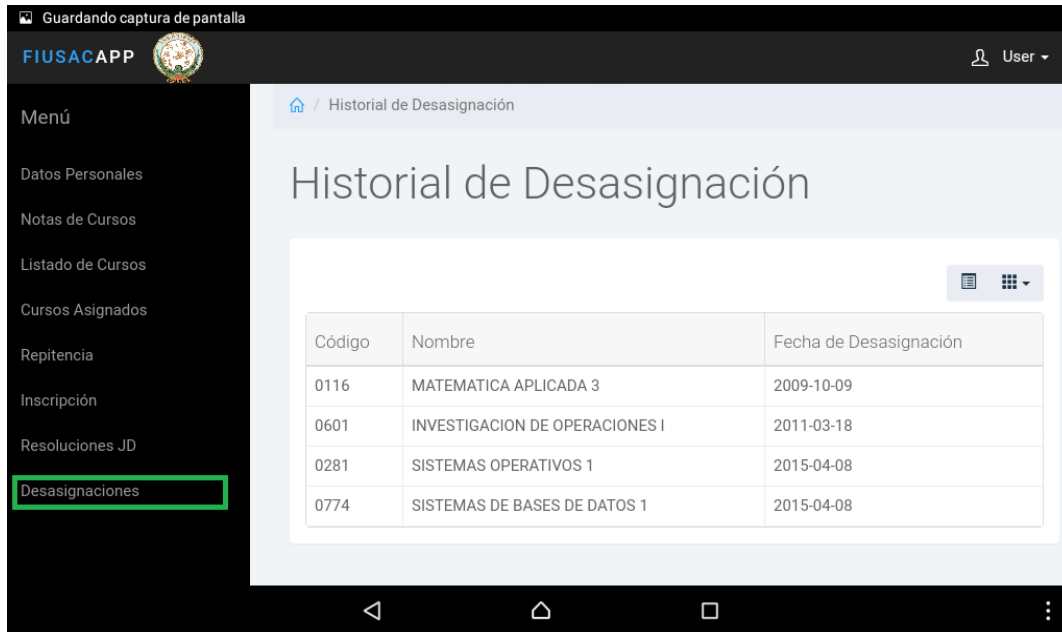 Guardando captura de pantalla
FIUSACAPP
User
Menú
Datos Personales
Notas de Cursos
Listado de Cursos
Cursos Asignados
Repitencia
Inscripción
Resoluciones JD
Desasignaciones
/ Historial de Desasignación
Historial de Desasignación
Código Nombre Fecha de Desasignación
0116 MATEMATICA APLICADA 3 2009-10-09
0601 INVESTIGACION DE OPERACIONES I 2011-03-18
0281 SISTEMAS OPERATIVOS 1 2015-04-08
0774 SISTEMAS DE BASES DE DATOS 1 2015-04-08